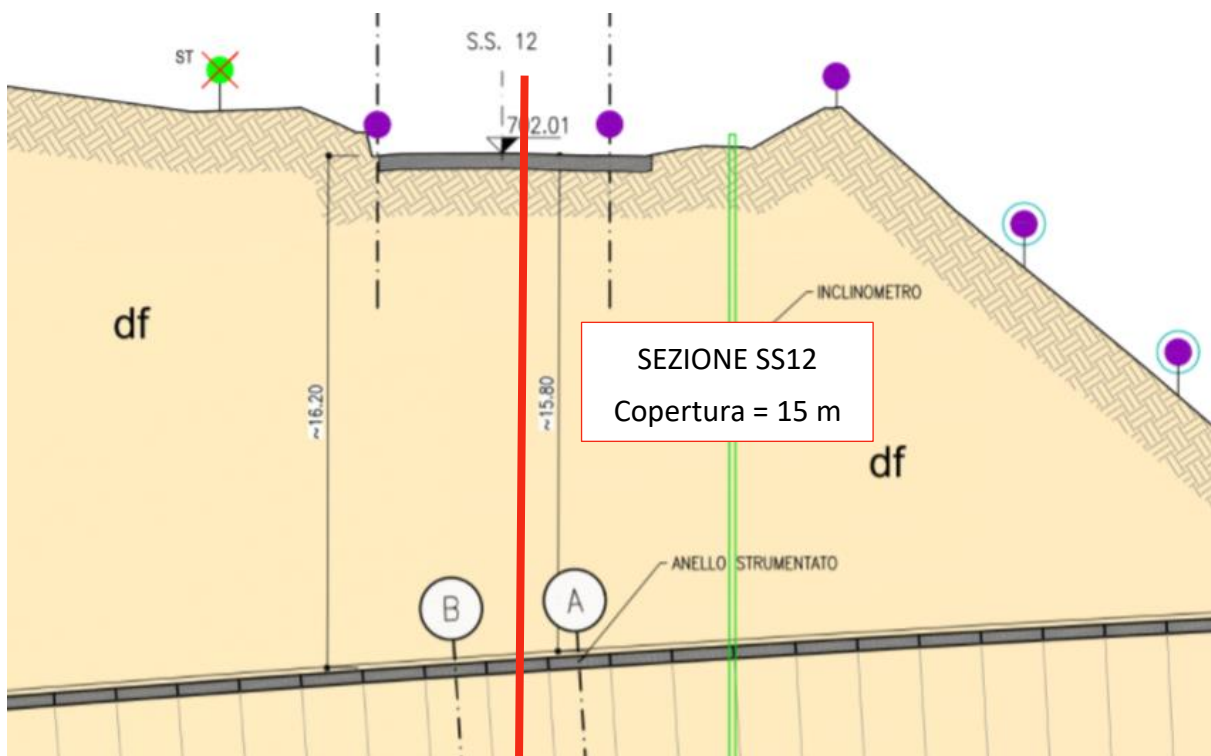 S.S. 12
ST
702.01
INCLINOMETRO
df
SEZIONE SS12
Copertura = 15 m
~16.20
~15.80
df
ANELLO STRUMENTATO
B
A